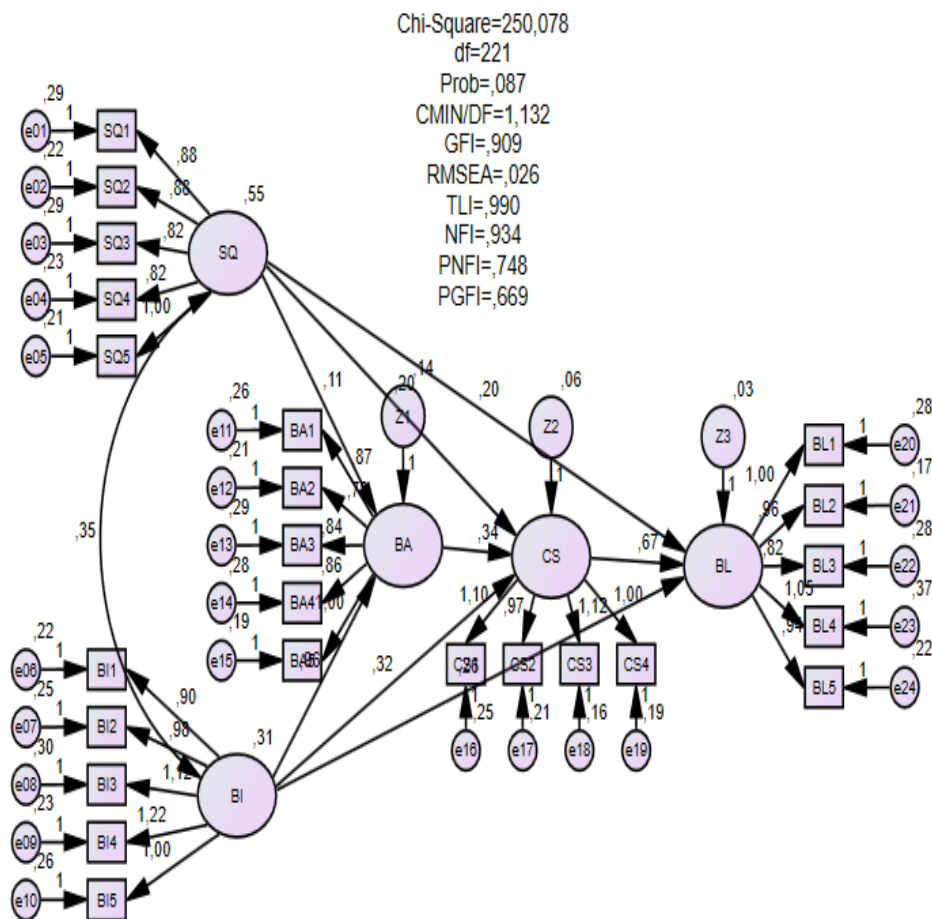 Chi-Square=250,078
df=221
Prob=,087
CMIN/DF=1,132
GFI=,909
RMSEA=,026
TLI=,990
NFI=,934
PNFI=,748
PGFI=,669
,29
e01 1 SQ1 ,88
,22
e02 1 SQ2 ,88
,29
e03 1 SQ3 ,82
,23
e04 1 SQ4 ,82
,21
e05 1 SQ5 1,00
,55
SQ
,35
,11
,20
,14
Z1
1
,20
,06
Z2
1
,03
Z3
1
,26
e11 1 BA1 ,87
,21
e12 1 BA2
,29
e13 1 BA3 ,84
,28
e14 1 BA4 ,86
,19
e15 1 BA5 1,00
BA
,34
CS
,67
BL
1,00 BL1 1 e20 ,28
,96 BL2 1 e21 ,17
,82 BL3 1 e22 ,28
1,05 BL4 1 e23 ,37
,94 BL5 1 e24 ,22
1,10
,97
1,12
1,00
CS1
CS2
CS3
CS4
1
1
1
1
,25
,21
,16
,19
e16
e17
e18
e19
,32
,22
e06 1 BI1 ,90
,25
e07 1 BI2 ,98
,30
e08 1 BI3 1,12
,23
e09 1 BI4 1,22
,26
e10 1 BI5 1,00
,31
BI